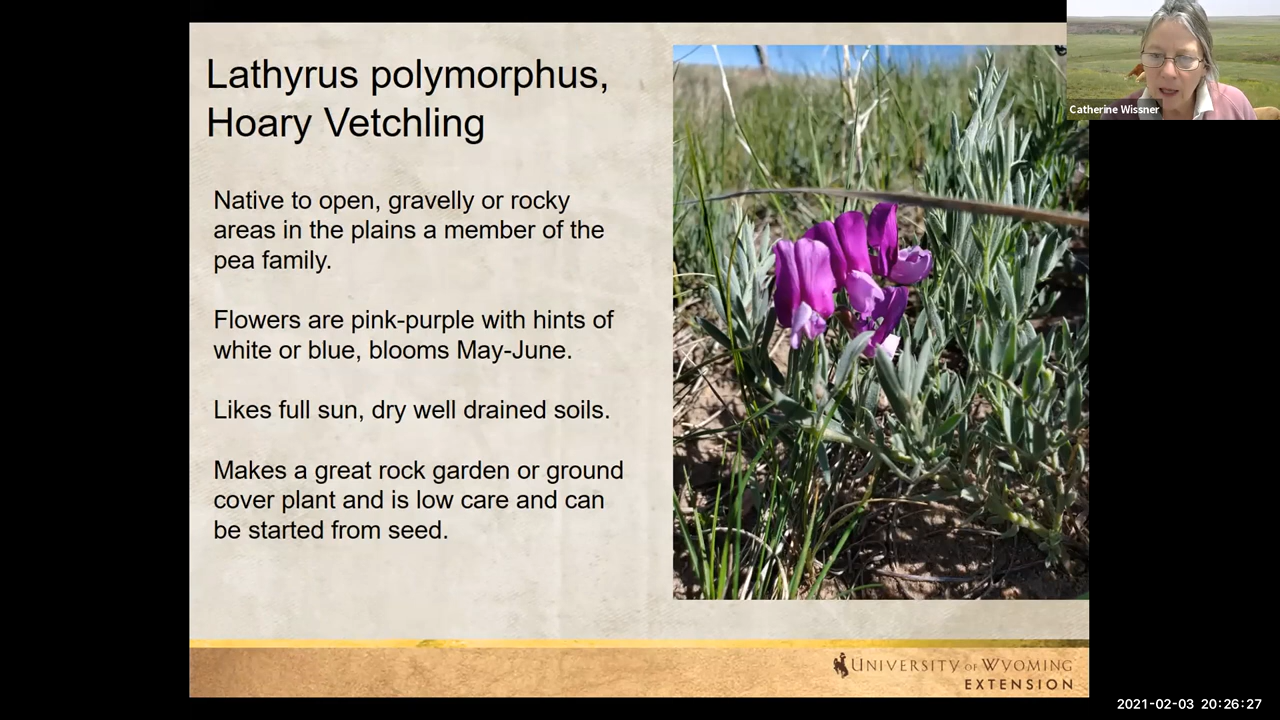 Lathyrus polymorphus,
Hoary Vetchling
Native to open, gravelly or rocky
areas in the plains a member of the
pea family.
Flowers are pink-purple with hints of
white or blue, blooms May-June.
Likes full sun, dry well drained soils.
Makes a great rock garden or ground
cover plant and is low care and can
be started from seed.
UNIVERSITY OF WYOMING
EXTENSION
Catherine Wissner
2021-02-03 20:26:27